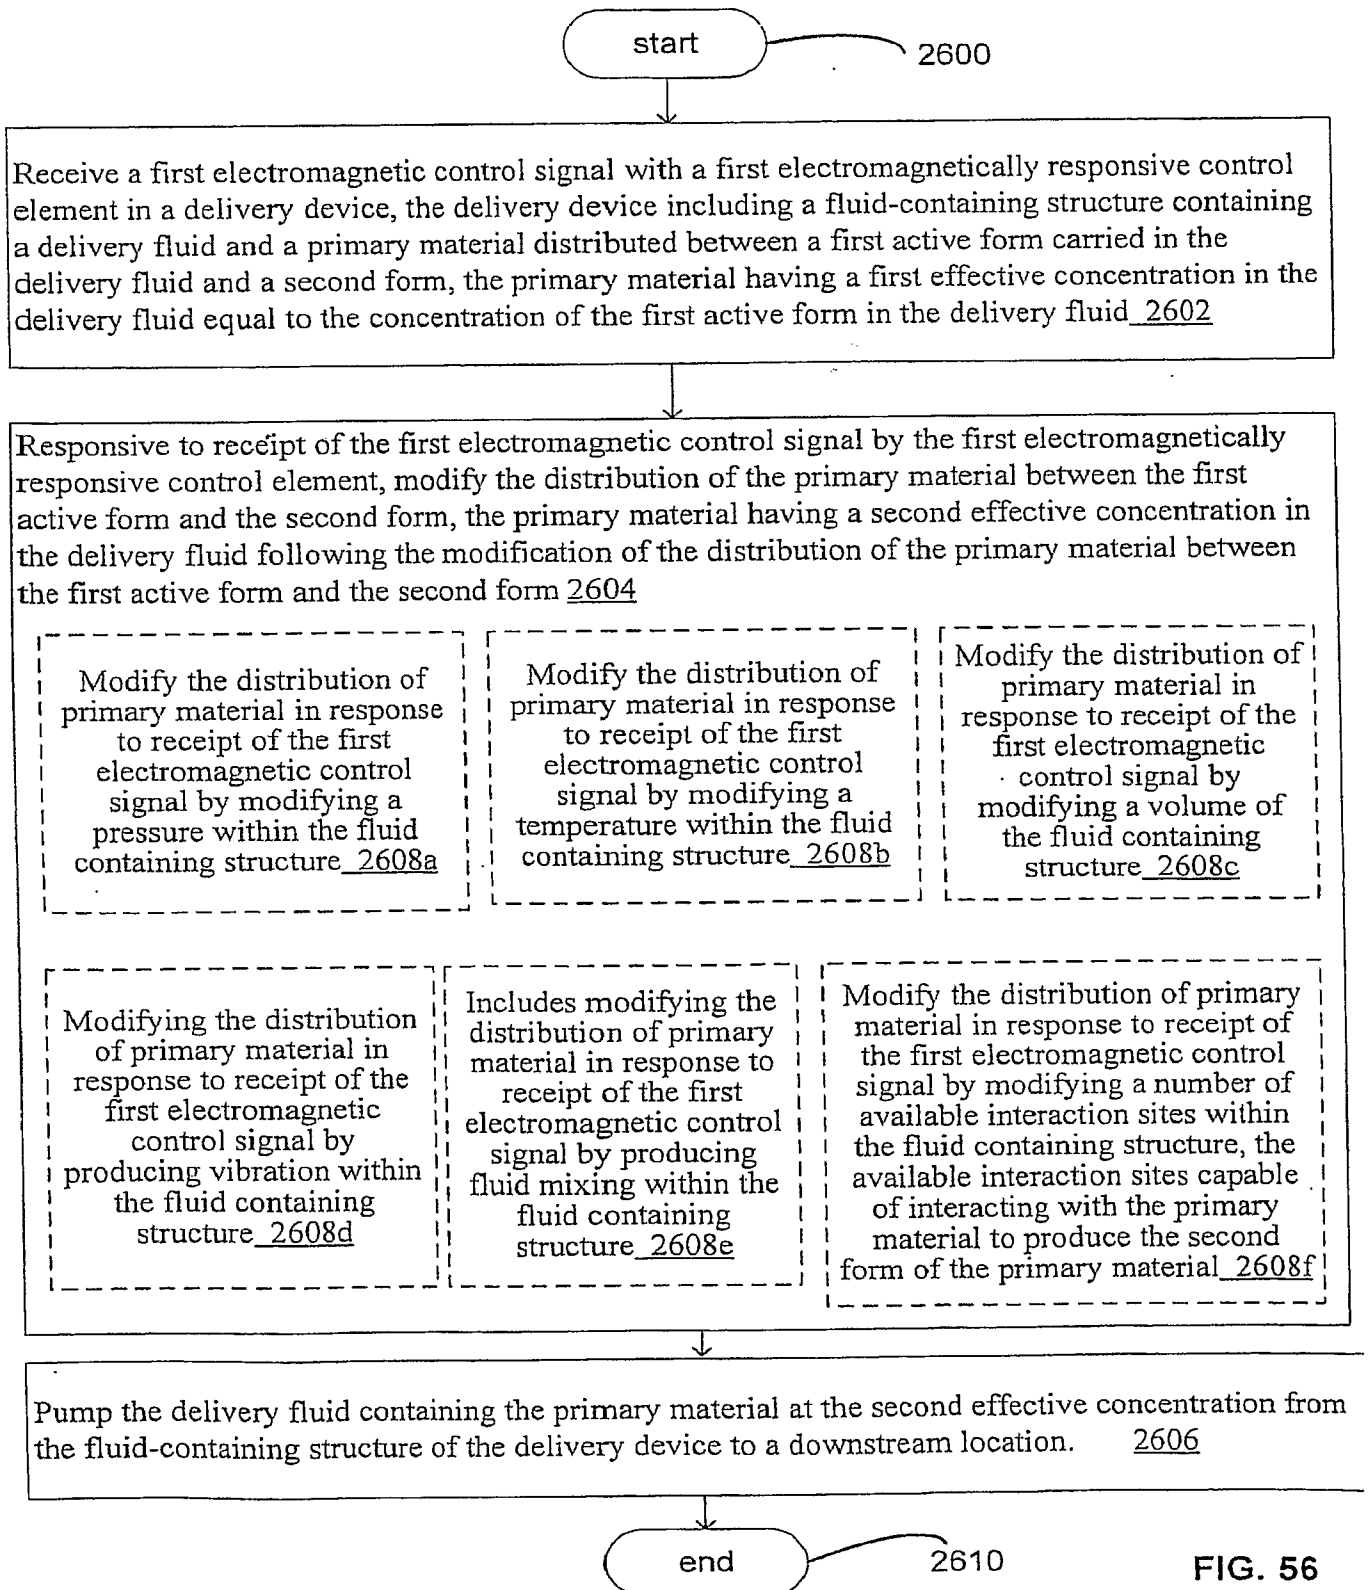 start
2600
Receive a first electromagnetic control signal with a first electromagnetically responsive control
element in a delivery device, the delivery device including a fluid-containing structure containing
a delivery fluid and a primary material distributed between a first active form carried in the
delivery fluid and a second form, the primary material having a first effective concentration in the
delivery fluid equal to the concentration of the first active form in the delivery fluid 2602
Responsive to receipt of the first electromagnetic control signal by the first electromagnetically
responsive control element, modify the distribution of the primary material between the first
active form and the second form, the primary material having a second effective concentration in
the delivery fluid following the modification of the distribution of the primary material between
the first active form and the second form 2604
Modify the distribution of
primary material in response
to receipt of the first
electromagnetic control
signal by modifying a
pressure within the fluid
containing structure 2608a
Modify the distribution of
primary material in response
to receipt of the first
electromagnetic control
signal by modifying a
temperature within the fluid
containing structure 2608b
Modify the distribution of
primary material in
response to receipt of the
first electromagnetic
control signal by
modifying a volume of
the fluid containing
structure 2608c
Modifying the distribution
of primary material in
response to receipt of the
first electromagnetic
control signal by
producing vibration within
the fluid containing
structure 2608d
Includes modifying the
distribution of primary
material in response to
receipt of the first
electromagnetic control
signal by producing
fluid mixing within the
fluid containing
structure 2608e
Modify the distribution of primary
material in response to receipt of
the first electromagnetic control
signal by modifying a number of
available interaction sites within
the fluid containing structure, the
available interaction sites capable
of interacting with the primary
material to produce the second
form of the primary material 2608f
Pump the delivery fluid containing the primary material at the second effective concentration from
the fluid-containing structure of the delivery device to a downstream location. 2606
end
2610
FIG. 56